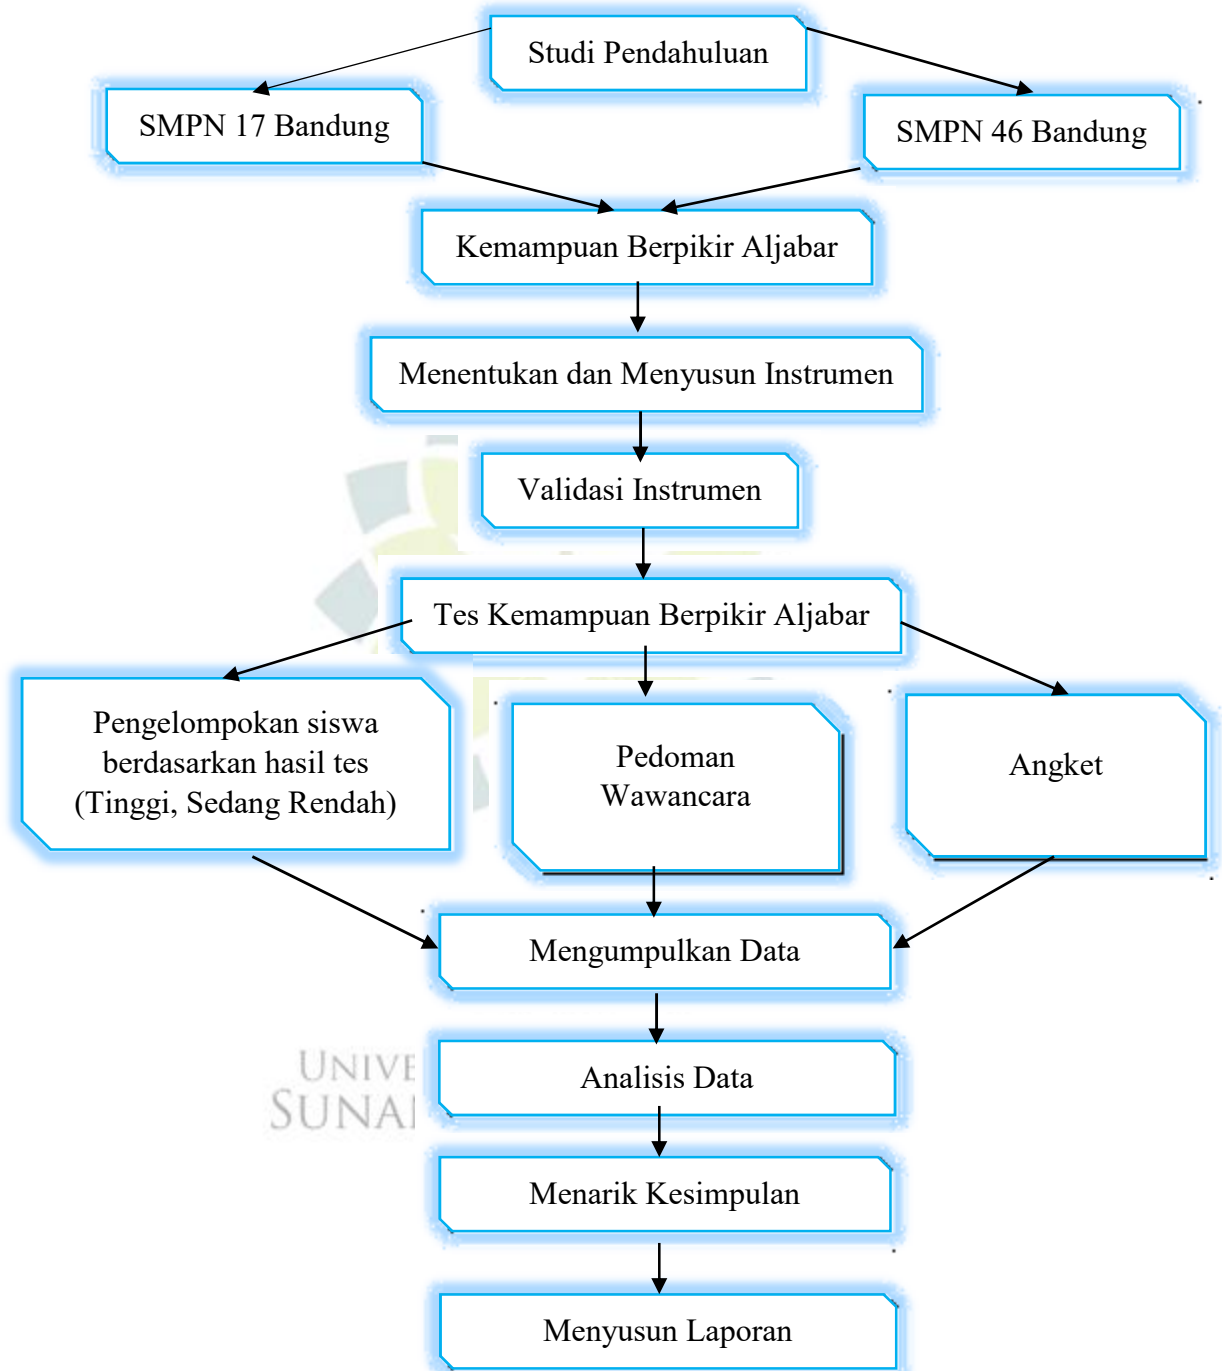 Studi Pendahuluan
SMPN 17 Bandung
SMPN 46 Bandung
Kemampuan Berpikir Aljabar
Menentukan dan Menyusun Instrumen
Validasi Instrumen
Tes Kemampuan Berpikir Aljabar
Pengelompokan siswa
berdasarkan hasil tes
(Tinggi, Sedang Rendah)
Pedoman
Wawancara
Angket
Mengumpulkan Data
UNIVE
SUNA
Analisis Data
Menarik Kesimpulan
Menyusun Laporan